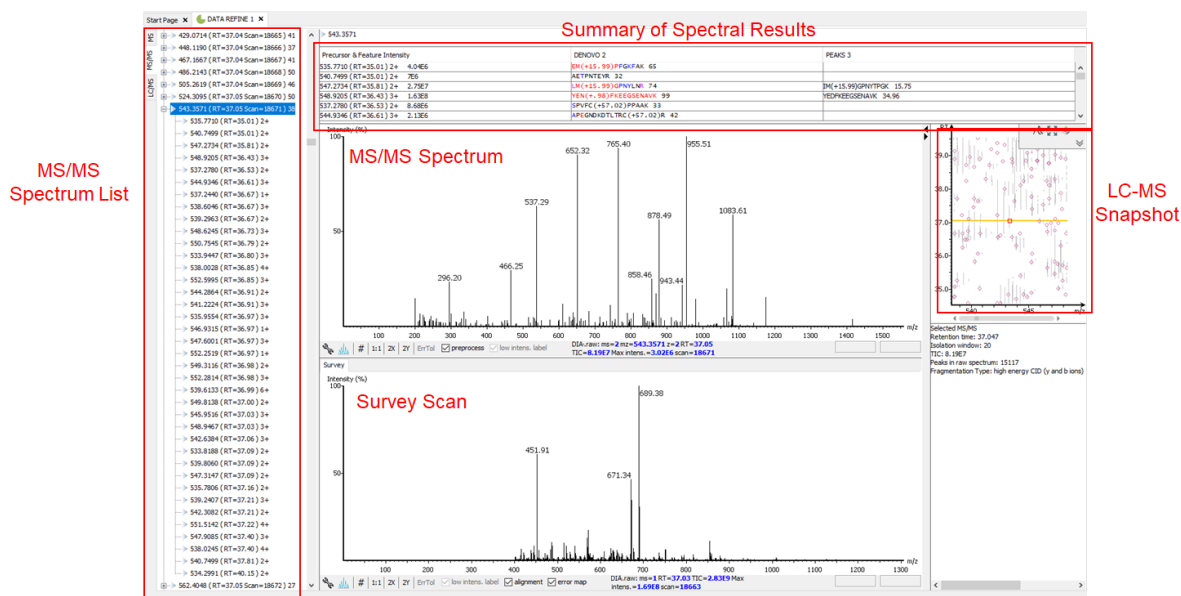 Start Page
DATA REFINE 1
Summary of Spectral Results
MS
MS/MS
LC/MS
429.0714 (RT=37.04 Scan=18665) 41
448.1190 (RT=37.04 Scan=18666) 37
467.1667 (RT=37.04 Scan=18667) 41
486.2143 (RT=37.04 Scan=18668) 50
505.2619 (RT=37.04 Scan=18669) 46
524.3095 (RT=37.05 Scan=18670) 50
543.3571 (RT=37.05 Scan=18671) 38
535.7710 (RT=35.01) 2+
540.7499 (RT=35.01) 2+
547.2734 (RT=35.81) 2+
548.9205 (RT=36.43) 3+
537.2780 (RT=36.53) 2+
544.9346 (RT=36.61) 3+
537.2440 (RT=36.67) 1+
538.6046 (RT=36.67) 3+
539.2963 (RT=36.67) 2+
548.6245 (RT=36.73) 3+
550.7545 (RT=36.79) 2+
533.9447 (RT=36.80) 3+
538.0028 (RT=36.85) 4+
552.5995 (RT=36.85) 3+
544.2864 (RT=36.91) 2+
541.2224 (RT=36.91) 3+
535.9554 (RT=36.97) 3+
546.9315 (RT=36.97) 1+
547.6001 (RT=36.97) 3+
552.2519 (RT=36.97) 1+
549.3116 (RT=36.98) 2+
552.2814 (RT=36.98) 3+
539.6133 (RT=36.99) 6+
549.8138 (RT=37.00) 2+
545.9516 (RT=37.03) 3+
548.9467 (RT=37.03) 3+
542.6384 (RT=37.06) 3+
533.8188 (RT=37.09) 2+
539.8060 (RT=37.09) 2+
547.3147 (RT=37.09) 2+
535.7806 (RT=37.16) 2+
539.2407 (RT=37.21) 3+
542.3082 (RT=37.21) 2+
551.5142 (RT=37.22) 4+
547.9085 (RT=37.40) 3+
538.0245 (RT=37.40) 4+
540.7499 (RT=37.81) 2+
534.2991 (RT=40.15) 2+
562.4048 (RT=37.05 Scan=18672) 27
MS/MS
Spectrum List
> 543.3571
Precursor & Feature Intensity DENOVO 2 PEAKS 3
535.7710 (RT=35.01) 2+ 4.04E6 EM(+15.99)PFGKFAK 65
540.7499 (RT=35.01) 2+ 7E6 AETPNTEYR 32
547.2734 (RT=35.81) 2+ 2.75E7 LM(+15.99)GPNYLNR 74 IM(+15.99)GPNYTPGK 15.75
548.9205 (RT=36.43) 3+ 1.63E8 YEN(+.98)FKEEGSENAVK 99 YEDFKEEGSENAVK 34.96
537.2780 (RT=36.53) 2+ 8.68E6 SPVFC(+57.02)PPAAK 33
544.9346 (RT=36.61) 3+ 2.13E6 APEGNDKDTLTRC(+57.02)R 42
Intensity (%)
MS/MS Spectrum
100
50
296.20
466.25
537.29
652.32
765.40
858.46
878.49
943.44
955.51
1083.61
100 200 300 400 500 600 700 800 900 1000 1100 1200 1300 1400 1500 m/z
# 1:1 2X 2Y ErrTol preprocess low intens. label
DIA.raw: ms=2 mz=543.3571 z=2 RT=37.05
TIC=8.19E7 Max intens.=3.02E6 scan=18671
Survey
Intensity (%)
Survey Scan
100
50
451.91
671.34
689.38
100 200 300 400 500 600 700 800 900 1000 1100 1200 1300 m/z
# 1:1 2X 2Y ErrTol low intens. label alignment error map
DIA.raw: ms=1 RT=37.03 TIC=2.83E9 Max
intens.=1.69E8 scan=18663
RT
39.0
38.0
37.0
36.0
35.0
540 545 m/z
LC-MS
Snapshot
Selected MS/MS
Retention time: 37.047
Isolation window: 20
TIC: 8.19E7
Peaks in raw spectrum: 15117
Fragmentation Type: high energy CID (y and b ions)